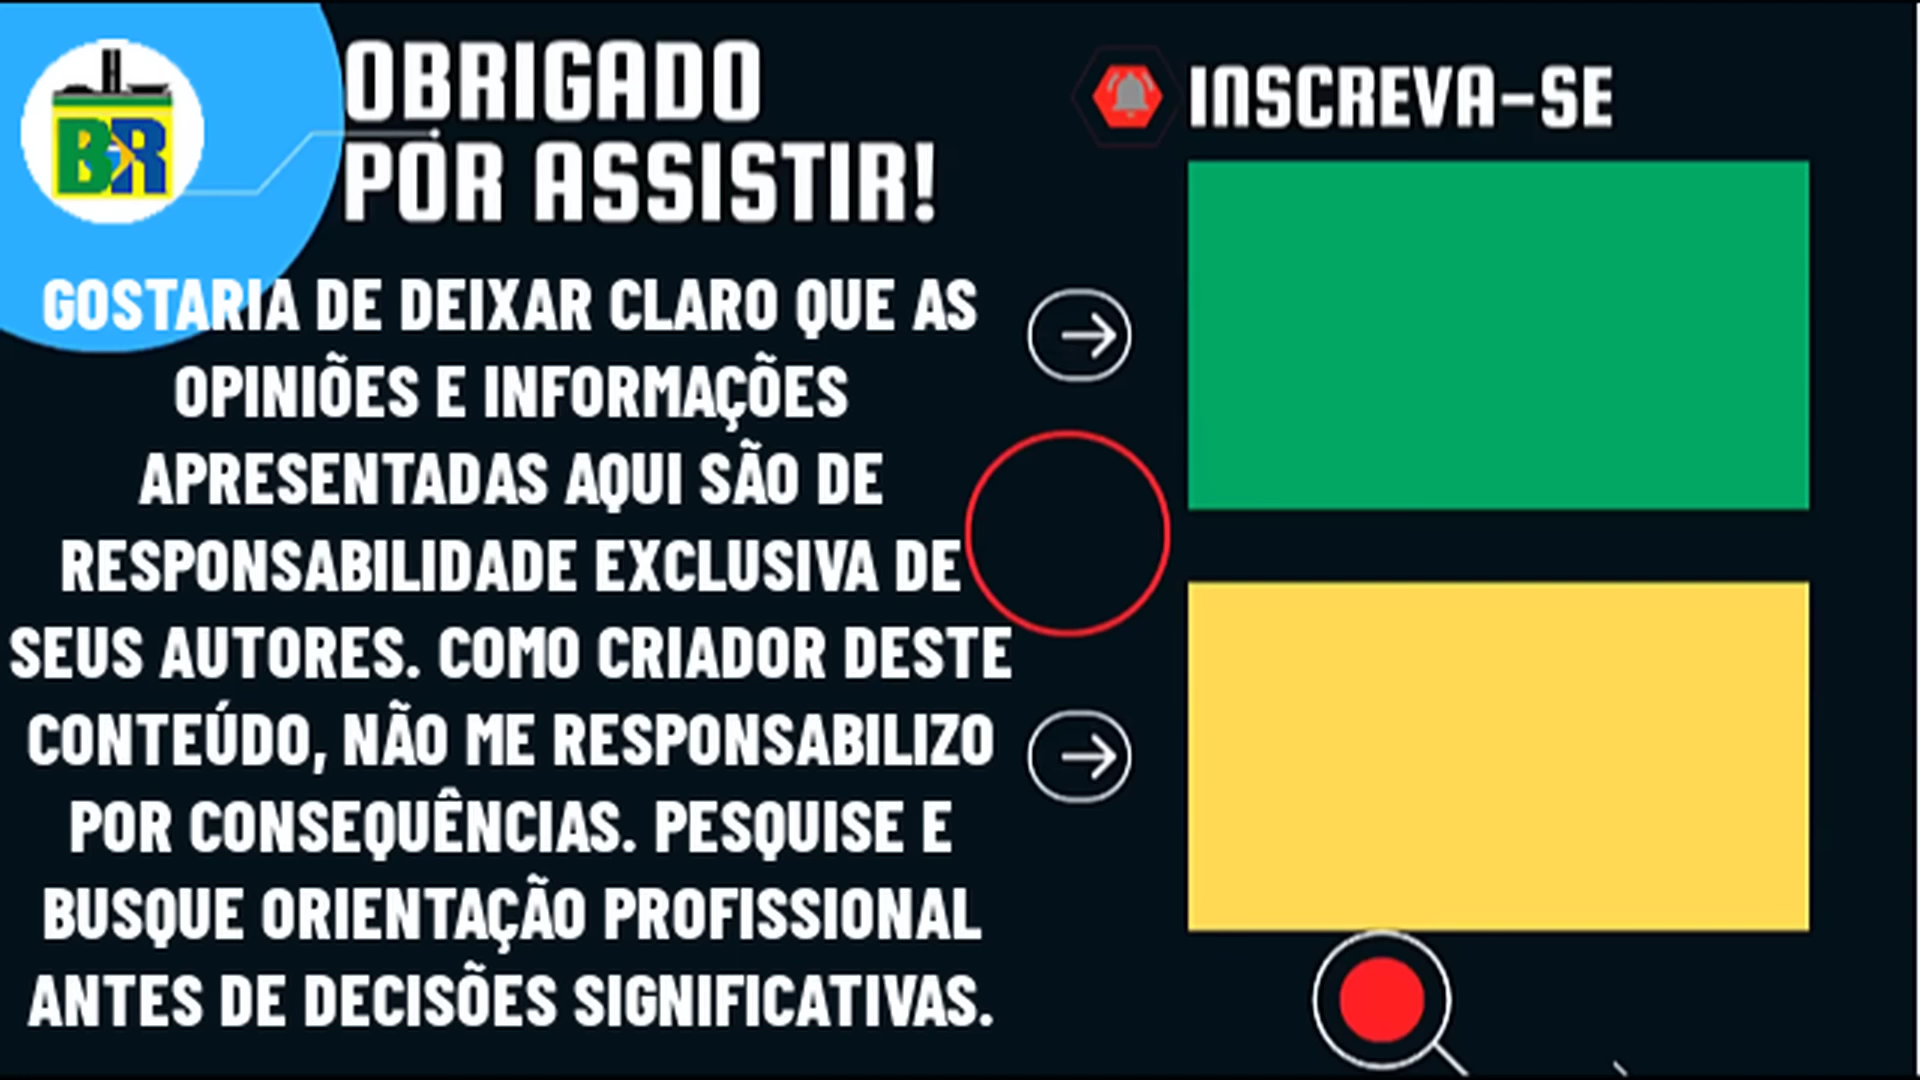 BR
OBRIGADO
POR ASSISTIR!
INSCREVA-SE
GOSTARIA DE DEIXAR CLARO QUE AS
OPINIÕES E INFORMAÇÕES
APRESENTADAS AQUI SÃO DE
RESPONSABILIDADE EXCLUSIVA DE
SEUS AUTORES. COMO CRIADOR DESTE
CONTEÚDO, NÃO ME RESPONSABILIZO
POR CONSEQUÊNCIAS. PESQUISE E
BUSQUE ORIENTAÇÃO PROFISSIONAL
ANTES DE DECISÕES SIGNIFICATIVAS.